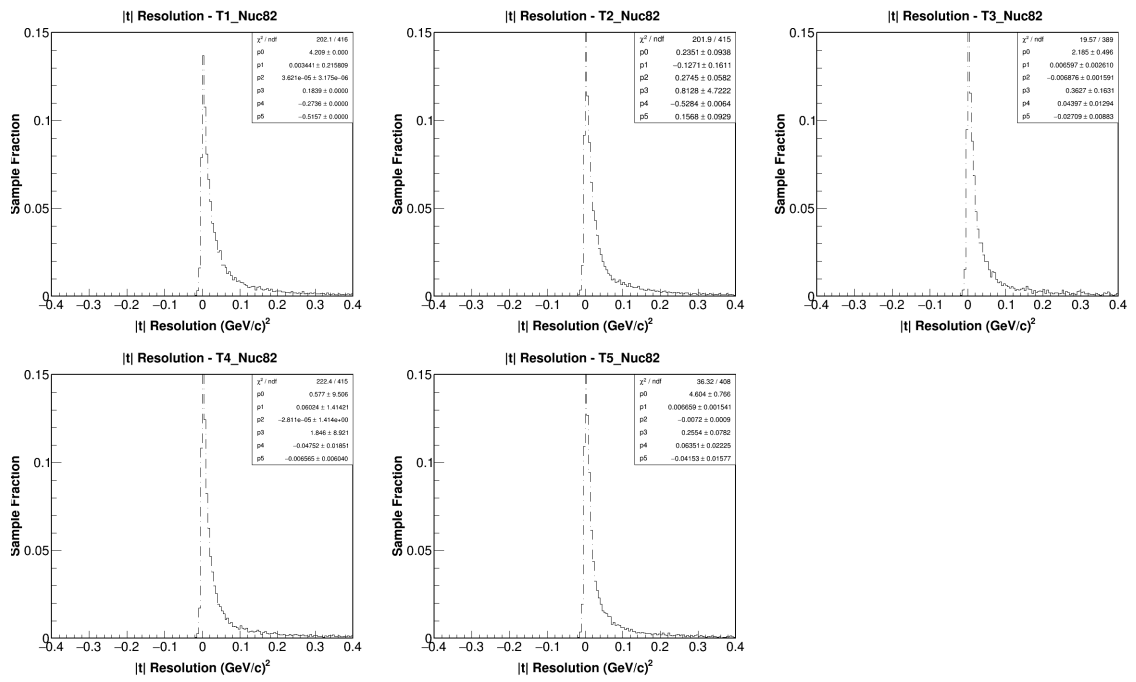 |t| Resolution - T1_Nuc82
χ² / ndf 202.1 / 416
p0 4.209 ± 0.000
p1 0.003441 ± 0.215809
p2 3.621e−05 ± 3.175e−06
p3 0.1839 ± 0.0000
p4 −0.2736 ± 0.0000
p5 −0.5157 ± 0.0000
Sample Fraction
0.15
0.1
0.05
0
−0.4 −0.3 −0.2 −0.1 0 0.1 0.2 0.3 0.4
|t| Resolution (GeV/c)²
|t| Resolution - T2_Nuc82
χ² / ndf 201.9 / 415
p0 0.2351 ± 0.0938
p1 −0.1271 ± 0.1611
p2 0.2745 ± 0.0582
p3 0.8128 ± 4.7222
p4 −0.5284 ± 0.0064
p5 0.1568 ± 0.0929
Sample Fraction
0.15
0.1
0.05
0
−0.4 −0.3 −0.2 −0.1 0 0.1 0.2 0.3 0.4
|t| Resolution (GeV/c)²
|t| Resolution - T3_Nuc82
χ² / ndf 19.57 / 389
p0 2.185 ± 0.496
p1 0.006597 ± 0.002610
p2 −0.006876 ± 0.001591
p3 0.3627 ± 0.1631
p4 0.04397 ± 0.01294
p5 −0.02709 ± 0.00883
Sample Fraction
0.15
0.1
0.05
0
−0.4 −0.3 −0.2 −0.1 0 0.1 0.2 0.3 0.4
|t| Resolution (GeV/c)²
|t| Resolution - T4_Nuc82
χ² / ndf 222.4 / 415
p0 0.577 ± 9.506
p1 0.06024 ± 1.41421
p2 −2.811e−05 ± 1.414e+00
p3 1.846 ± 8.921
p4 −0.04752 ± 0.01851
p5 −0.006565 ± 0.006040
Sample Fraction
0.15
0.1
0.05
0
−0.4 −0.3 −0.2 −0.1 0 0.1 0.2 0.3 0.4
|t| Resolution (GeV/c)²
|t| Resolution - T5_Nuc82
χ² / ndf 36.32 / 408
p0 4.604 ± 0.766
p1 0.006659 ± 0.001541
p2 −0.0072 ± 0.0009
p3 0.2554 ± 0.0782
p4 0.06351 ± 0.02225
p5 −0.04153 ± 0.01577
Sample Fraction
0.15
0.1
0.05
0
−0.4 −0.3 −0.2 −0.1 0 0.1 0.2 0.3 0.4
|t| Resolution (GeV/c)²